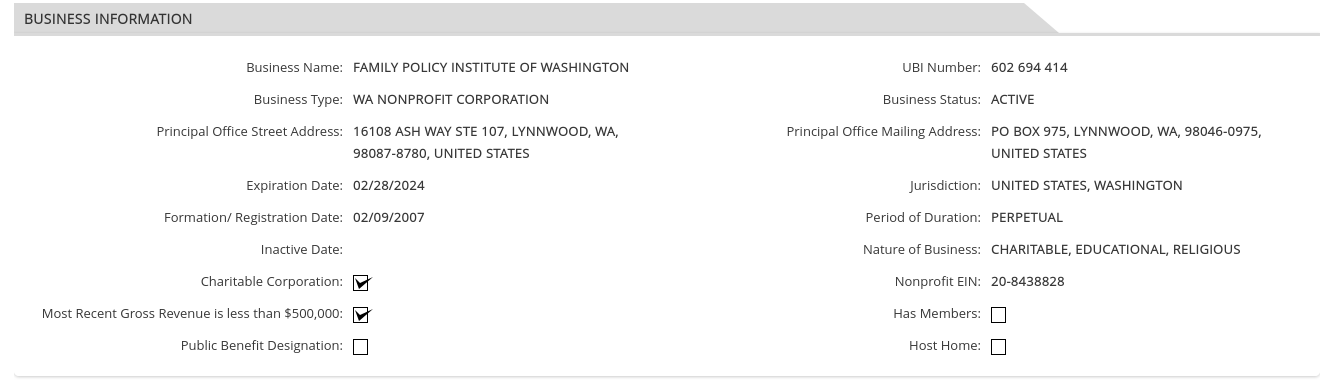 BUSINESS INFORMATION
Business Name: FAMILY POLICY INSTITUTE OF WASHINGTON
UBI Number: 602 694 414
Business Type: WA NONPROFIT CORPORATION
Business Status: ACTIVE
Principal Office Street Address: 16108 ASH WAY STE 107, LYNNWOOD, WA,
98087-8780, UNITED STATES
Principal Office Mailing Address: PO BOX 975, LYNNWOOD, WA, 98046-0975,
UNITED STATES
Expiration Date: 02/28/2024
Jurisdiction: UNITED STATES, WASHINGTON
Formation/ Registration Date: 02/09/2007
Period of Duration: PERPETUAL
Inactive Date:
Nature of Business: CHARITABLE, EDUCATIONAL, RELIGIOUS
Charitable Corporation:
Nonprofit EIN: 20-8438828
Most Recent Gross Revenue is less than $500,000:
Has Members:
Public Benefit Designation:
Host Home: